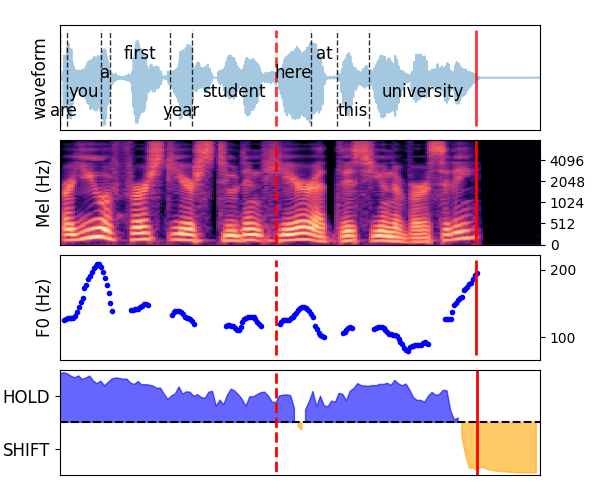 waveform
are you a first year student here at this university
Mel (Hz)
4096
2048
1024
512
0
F0 (Hz)
200
100
HOLD
SHIFT